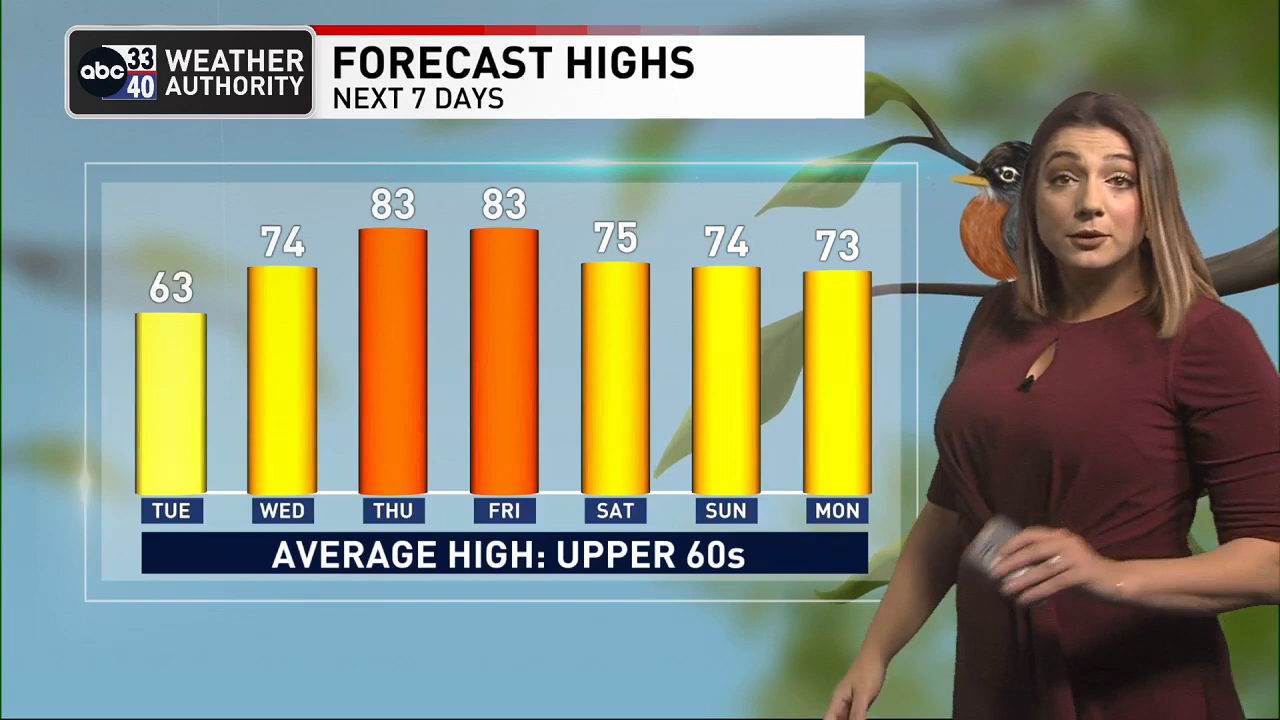 abc 33 40 WEATHER AUTHORITY
FORECAST HIGHS
NEXT 7 DAYS
63 74 83 83 75 74 73
TUE WED THU FRI SAT SUN MON
AVERAGE HIGH: UPPER 60s